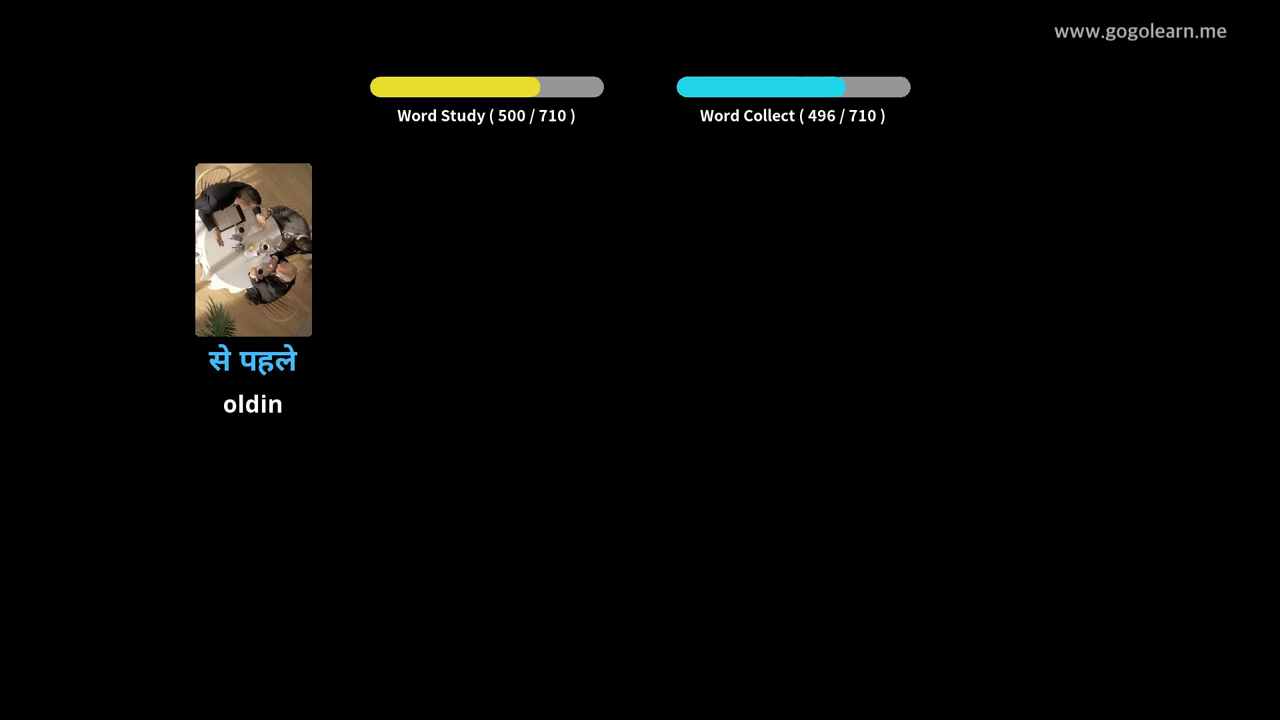 www.gogolearn.me
Word Study ( 500 / 710 )
Word Collect ( 496 / 710 )
से पहले
oldin